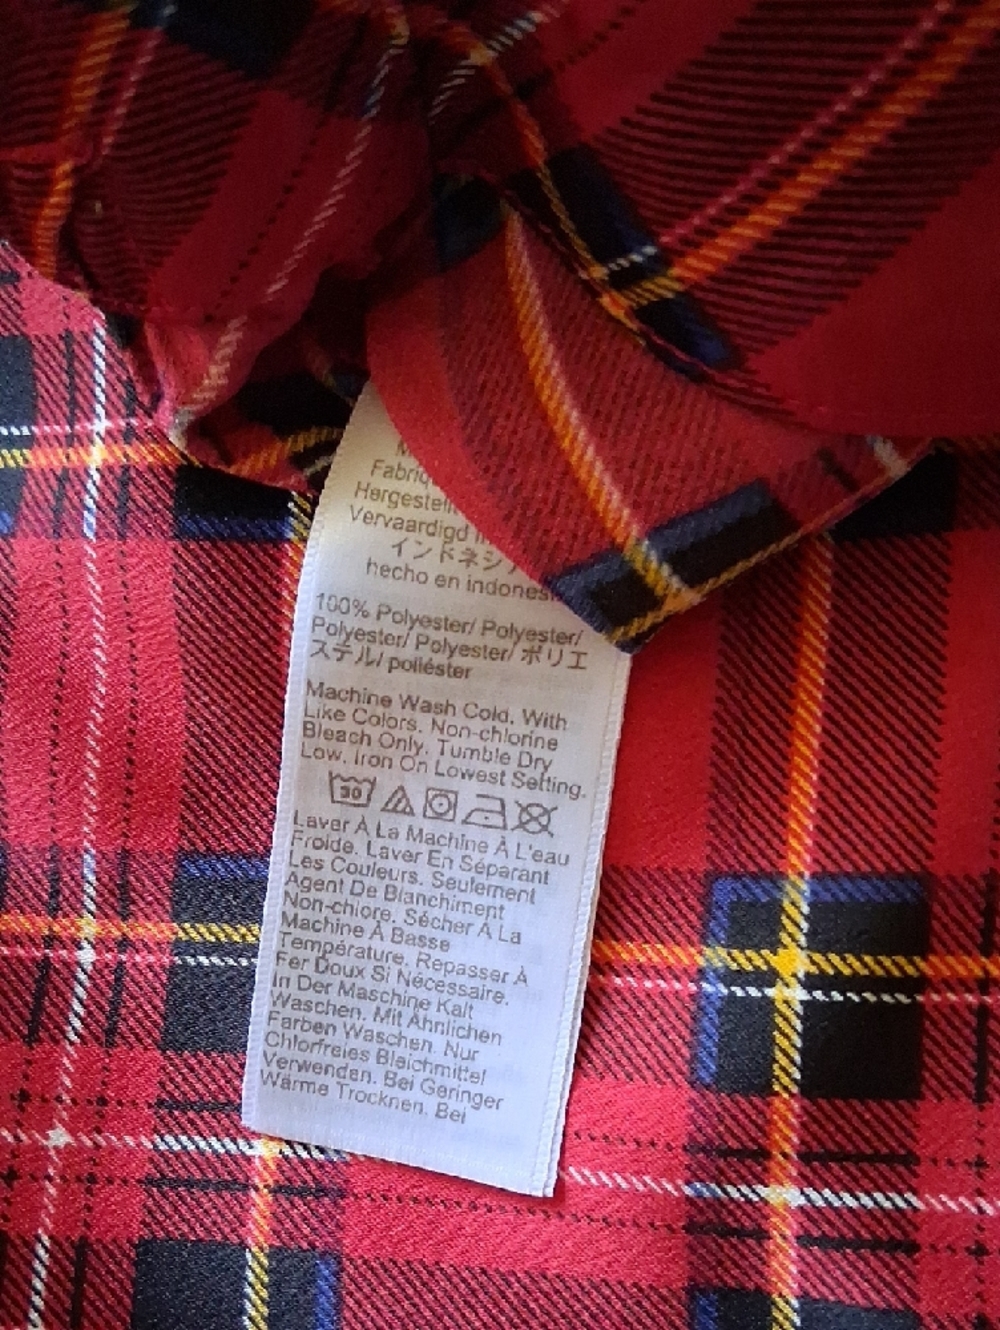 Fabriq
Hergestellt
Vervaardigd in
インドネシア
hecho en indones
100% Polyester/ Polyester/
Polyester/ Polyester/ ポリエ
ステル/ poliéster
Machine Wash Cold. With
Like Colors. Non-chlorine
Bleach Only. Tumble Dry
Low. Iron On Lowest Setting.
30
Laver À La Machine À L'eau
Froide. Laver En Séparant
Les Couleurs. Seulement
Agent De Blanchiment
Non-chlore. Sécher À La
Machine À Basse
Température. Repasser À
Fer Doux Si Nécessaire.
In Der Maschine Kalt
Waschen. Mit Ähnlichen
Farben Waschen. Nur
Chlorfreies Bleichmittel
Verwenden. Bei Geringer
Wärme Trocknen. Bei